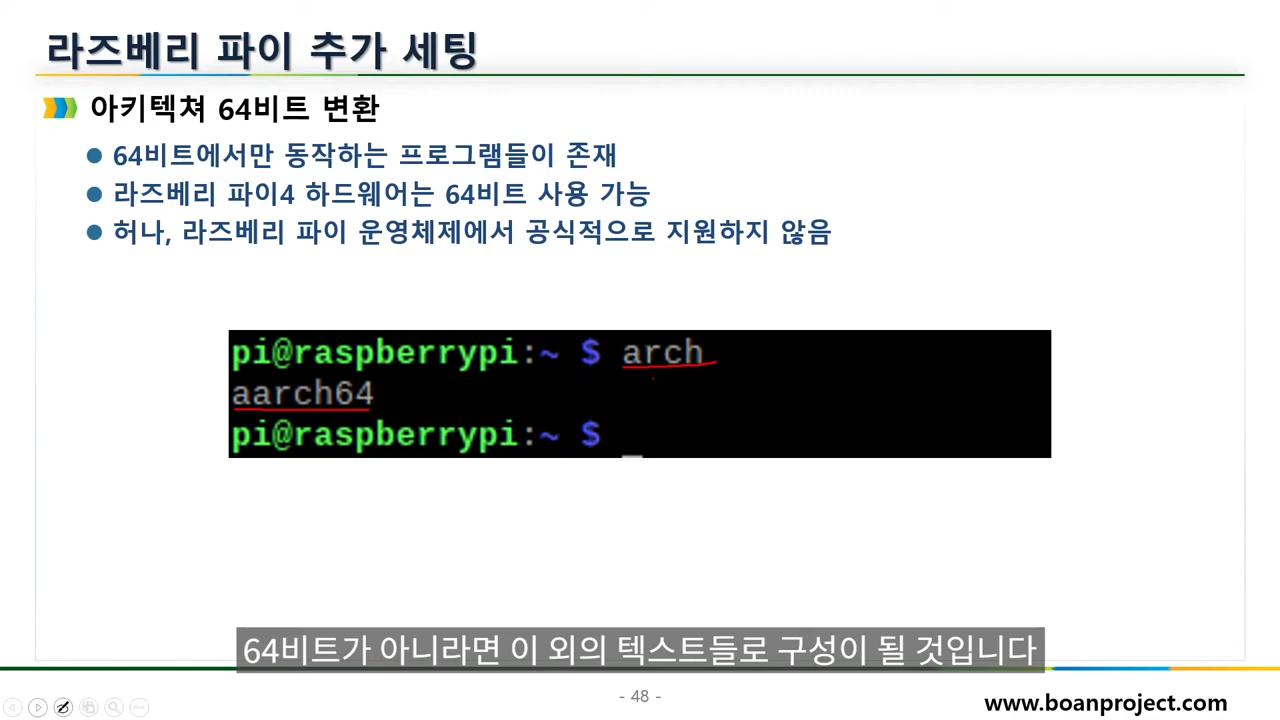 라즈베리 파이 추가 세팅
아키텍쳐 64비트 변환
64비트에서만 동작하는 프로그램들이 존재
라즈베리 파이4 하드웨어는 64비트 사용 가능
허나, 라즈베리 파이 운영체제에서 공식적으로 지원하지 않음
pi@raspberrypi:~ $ arch
aarch64
pi@raspberrypi:~ $
64비트가 아니라면 이 외의 텍스트들로 구성이 될 것입니다
- 48 -
www.boanproject.com